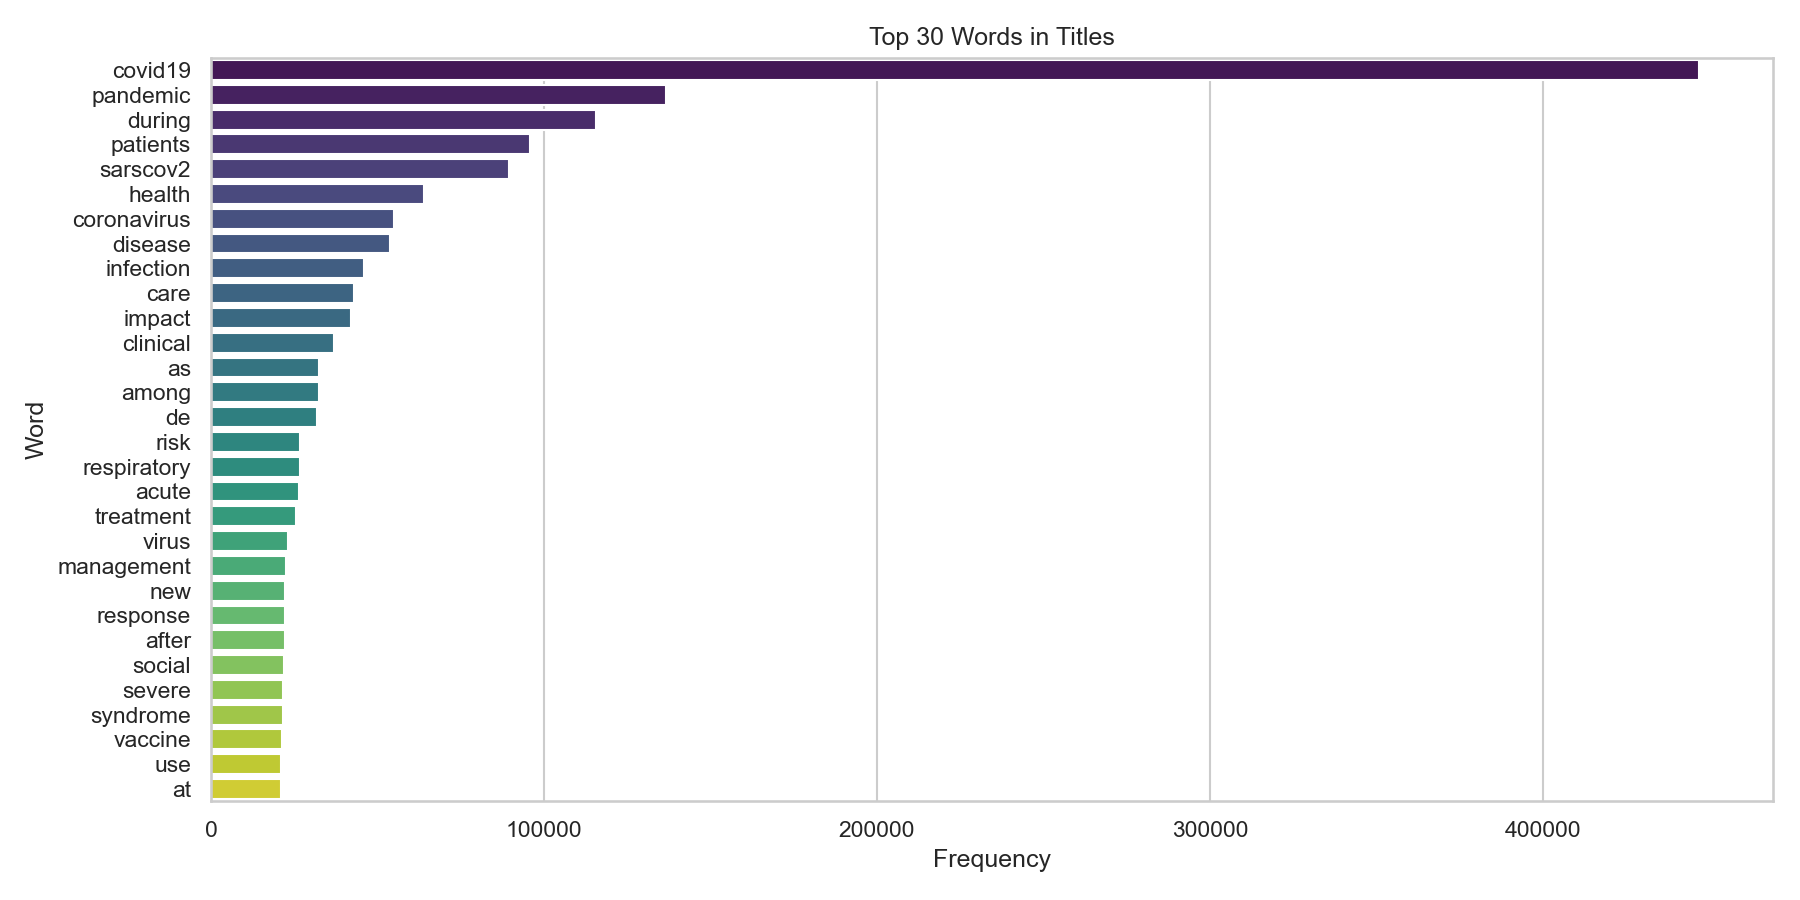 Top 30 Words in Titles
Word
covid19
pandemic
during
patients
sarscov2
health
coronavirus
disease
infection
care
impact
clinical
as
among
de
risk
respiratory
acute
treatment
virus
management
new
response
after
social
severe
syndrome
vaccine
use
at
0 100000 200000 300000 400000
Frequency